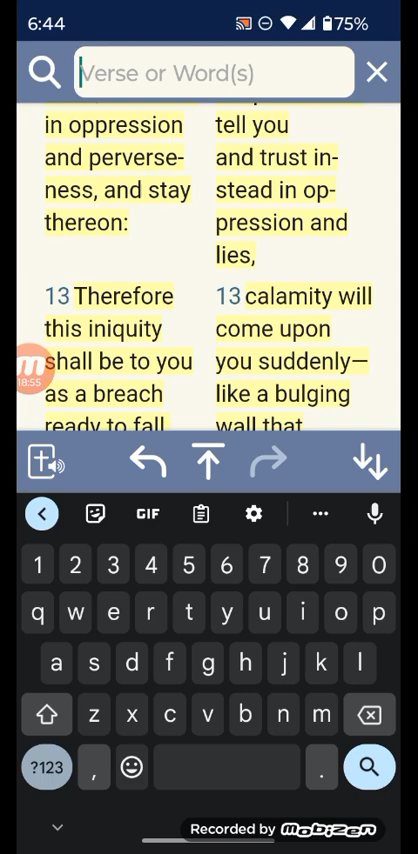 6:44
75%
Verse or Word(s)
in oppression
and perverse-
ness, and stay
thereon:
tell you
and trust in-
stead in op-
pression and
lies,
13 Therefore
this iniquity
shall be to you
as a breach
ready to fall,
13 calamity will
come upon
you suddenly—
like a bulging
wall that
18:55
GIF
1 2 3 4 5 6 7 8 9 0
q w e r t y u i o p
a s d f g h j k l
z x c v b n m
?123 , .
Recorded by mobizen